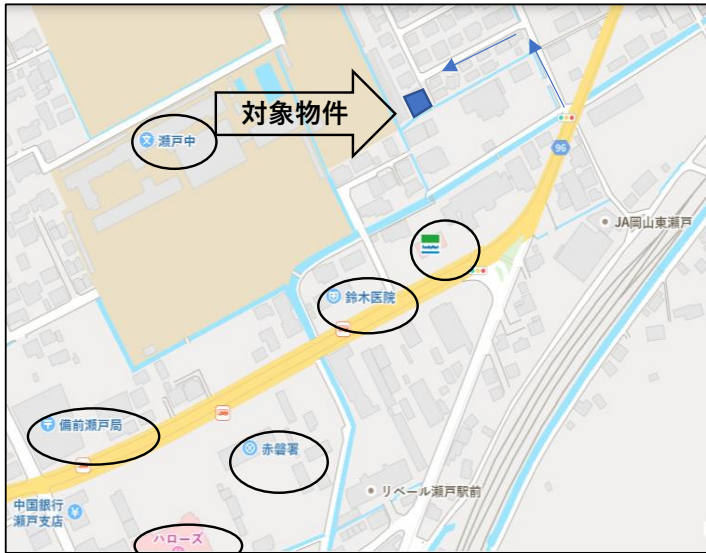 対象物件
瀬戸中
96
JA岡山東瀬戸
鈴木医院
備前瀬戸局
赤磐署
リベール瀬戸駅前
中国銀行
瀬戸支店
ハローズ